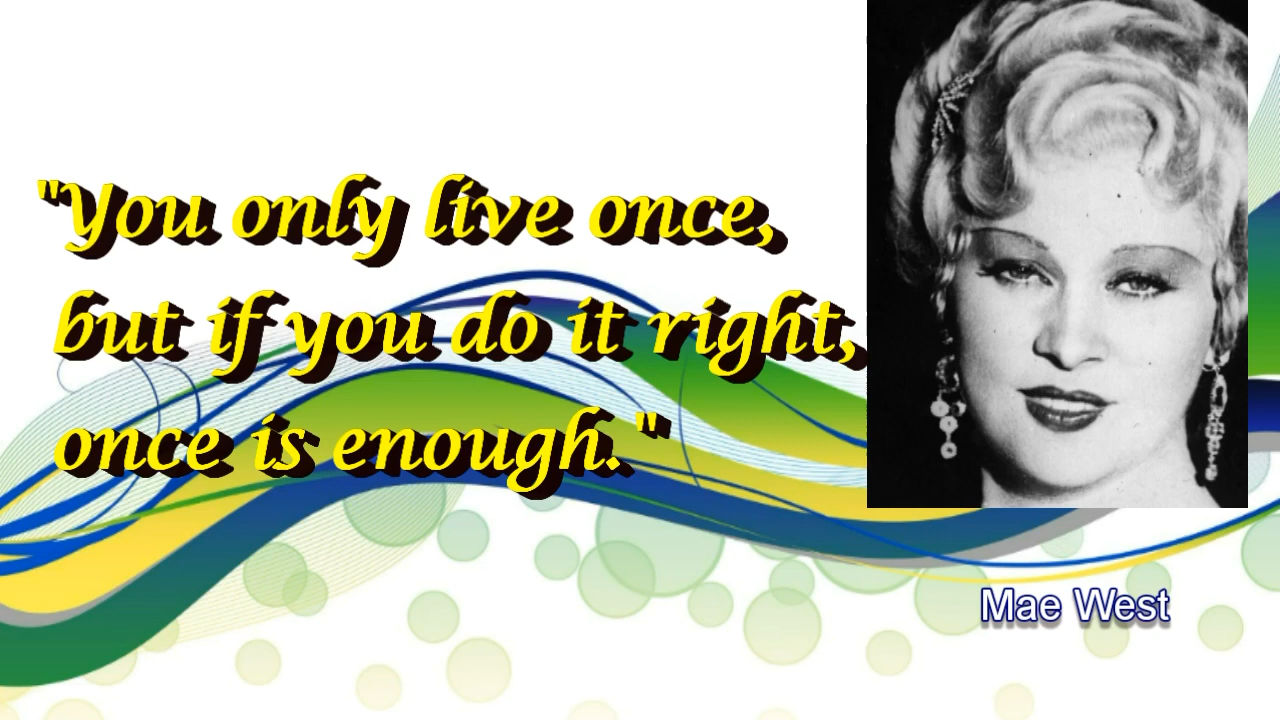 "You only live once,
but if you do it right,
once is enough."
Mae West